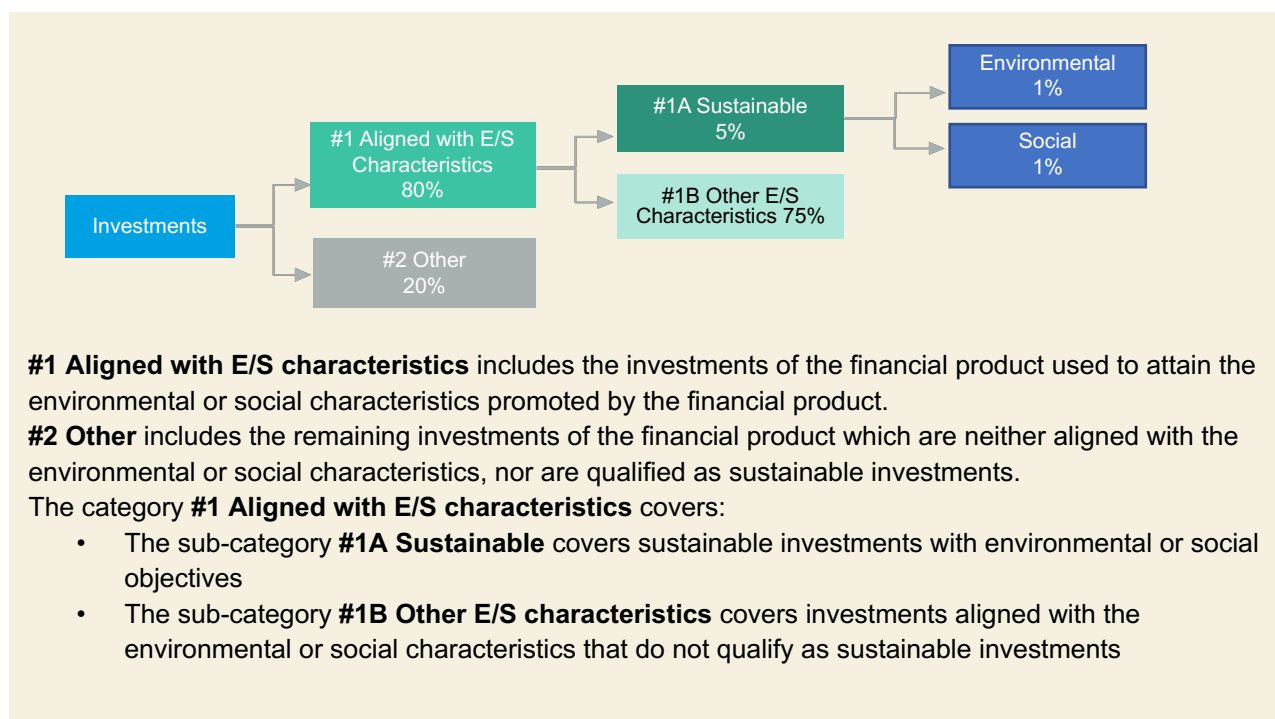 Environmental
1%
#1A Sustainable
5%
Social
1%
#1 Aligned with E/S
Characteristics
80%
#1B Other E/S
Characteristics 75%
Investments
#2 Other
20%
#1 Aligned with E/S characteristics includes the investments of the financial product used to attain the
environmental or social characteristics promoted by the financial product.
#2 Other includes the remaining investments of the financial product which are neither aligned with the
environmental or social characteristics, nor are qualified as sustainable investments.
The category #1 Aligned with E/S characteristics covers:
• The sub-category #1A Sustainable covers sustainable investments with environmental or social
objectives
• The sub-category #1B Other E/S characteristics covers investments aligned with the
environmental or social characteristics that do not qualify as sustainable investments